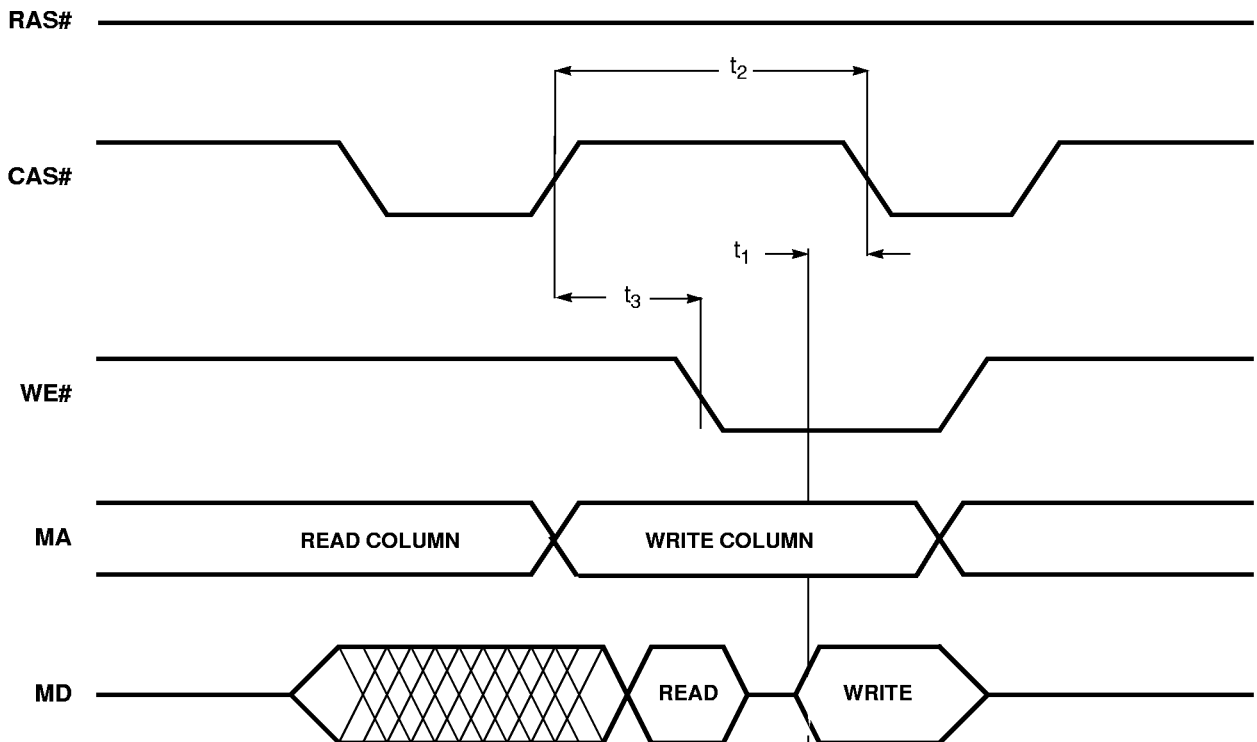 RAS#
t2
CAS#
t1
t3
WE#
MA READ COLUMN WRITE COLUMN
MD READ WRITE